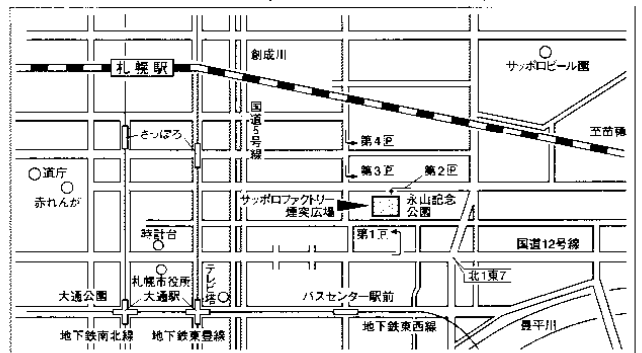 創成川
サッポロビール園
札幌駅
国道5号線
至苗穂
さっぽろ
第4回
道庁
第3回
第2回
赤れんが
サッポロファクトリー
煙突広場
永山記念
公園
時計台
第1回
国道12号線
北1東7
札幌市役所
テレビ塔
大通公園
大通駅
バスセンター駅前
地下鉄南北線
地下鉄東豊線
地下鉄東西線
豊平川